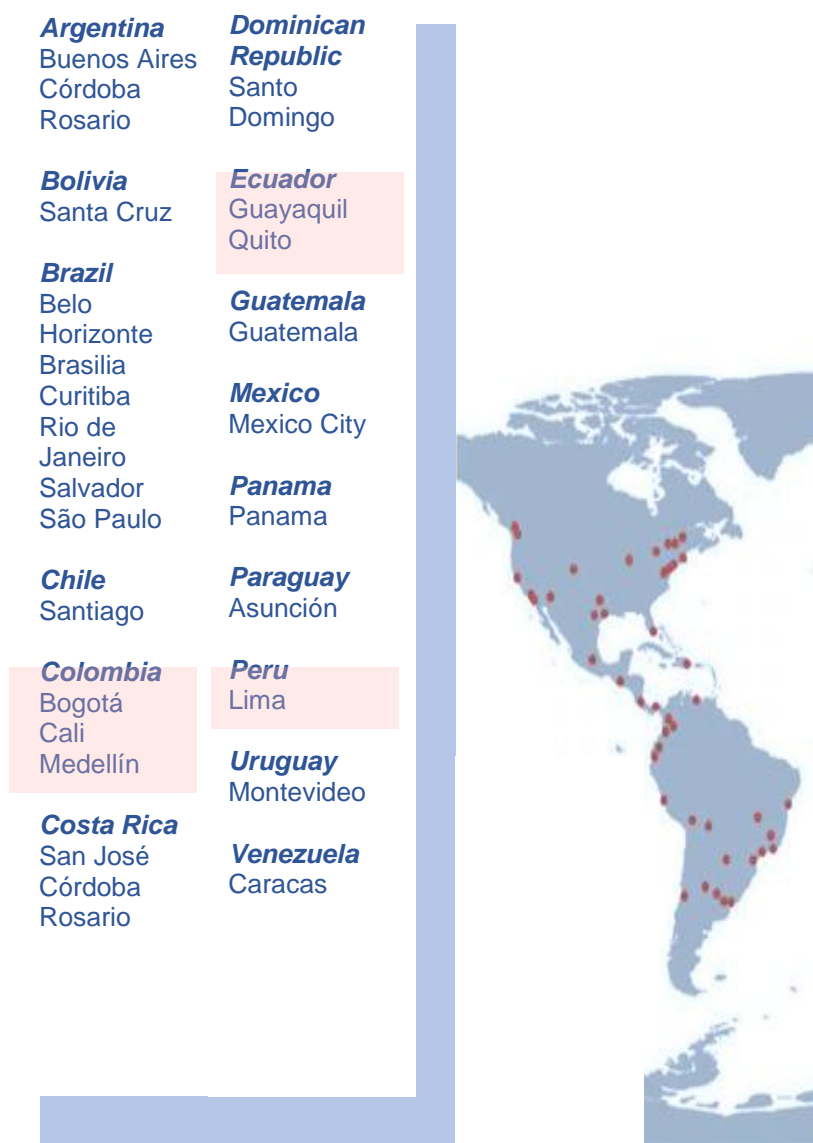 Argentina
Buenos Aires
Córdoba
Rosario
Bolivia
Santa Cruz
Brazil
Belo
Horizonte
Brasilia
Curitiba
Rio de
Janeiro
Salvador
São Paulo
Chile
Santiago
Colombia
Bogotá
Cali
Medellín
Costa Rica
San José
Córdoba
Rosario
Dominican
Republic
Santo
Domingo
Ecuador
Guayaquil
Quito
Guatemala
Guatemala
Mexico
Mexico City
Panama
Panama
Paraguay
Asunción
Peru
Lima
Uruguay
Montevideo
Venezuela
Caracas